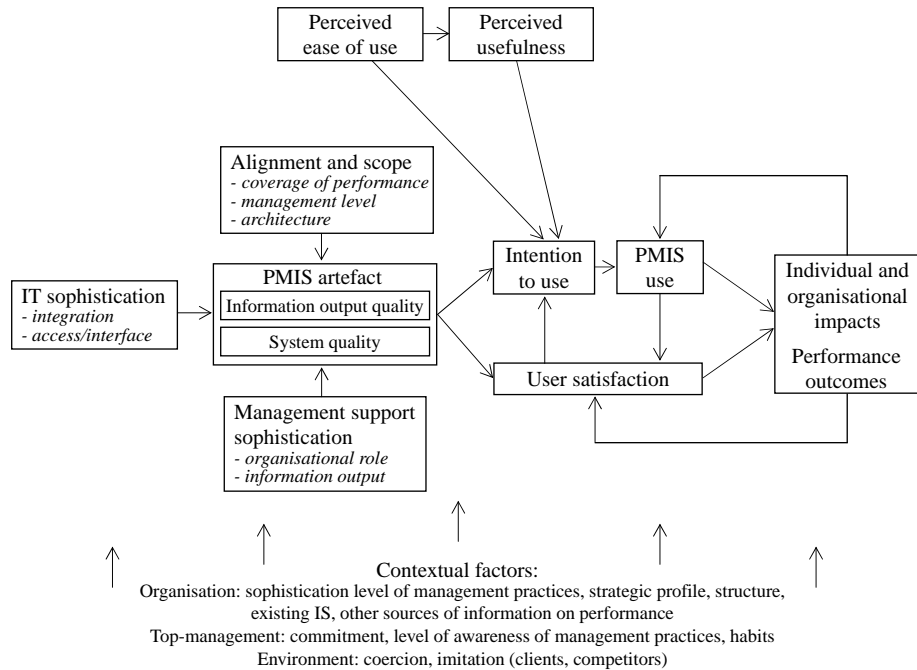 Perceived
ease of use
Perceived
usefulness
Alignment and scope
- coverage of performance
- management level
- architecture
IT sophistication
- integration
- access/interface
PMIS artefact
Information output quality
System quality
Management support
sophistication
- organisational role
- information output
Intention
to use
PMIS
use
User satisfaction
Individual and
organisational
impacts
Performance
outcomes
Contextual factors:
Organisation: sophistication level of management practices, strategic profile, structure,
existing IS, other sources of information on performance
Top-management: commitment, level of awareness of management practices, habits
Environment: coercion, imitation (clients, competitors)